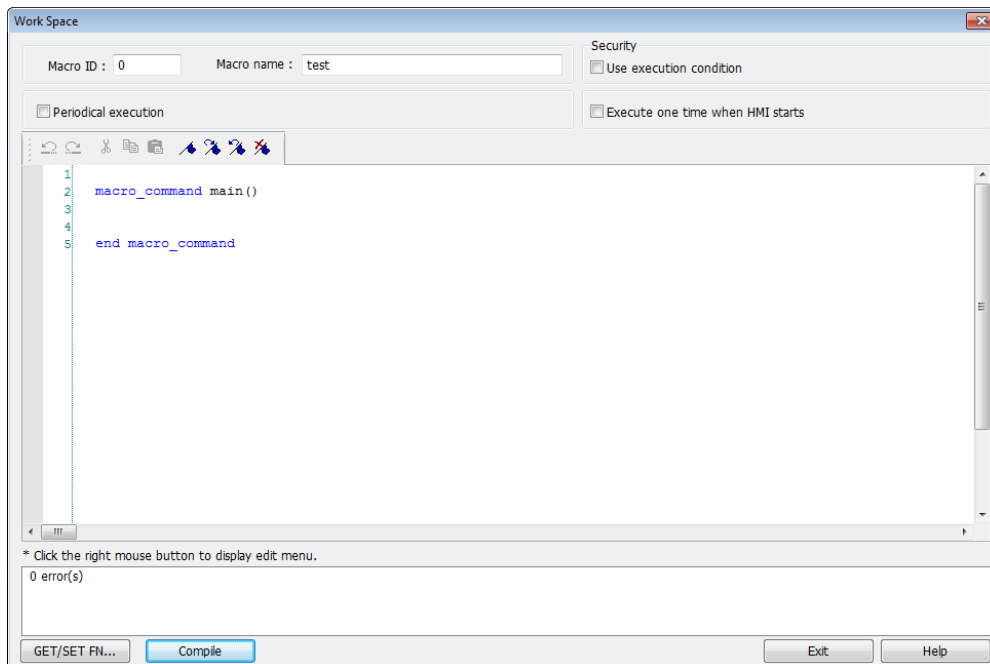 Work Space
Security
Macro ID : 0 Macro name : test
Use execution condition
Periodical execution
Execute one time when HMI starts
1
2 macro_command main()
3
4
5 end macro_command
* Click the right mouse button to display edit menu.
0 error(s)
GET/SET FN... Compile Exit Help